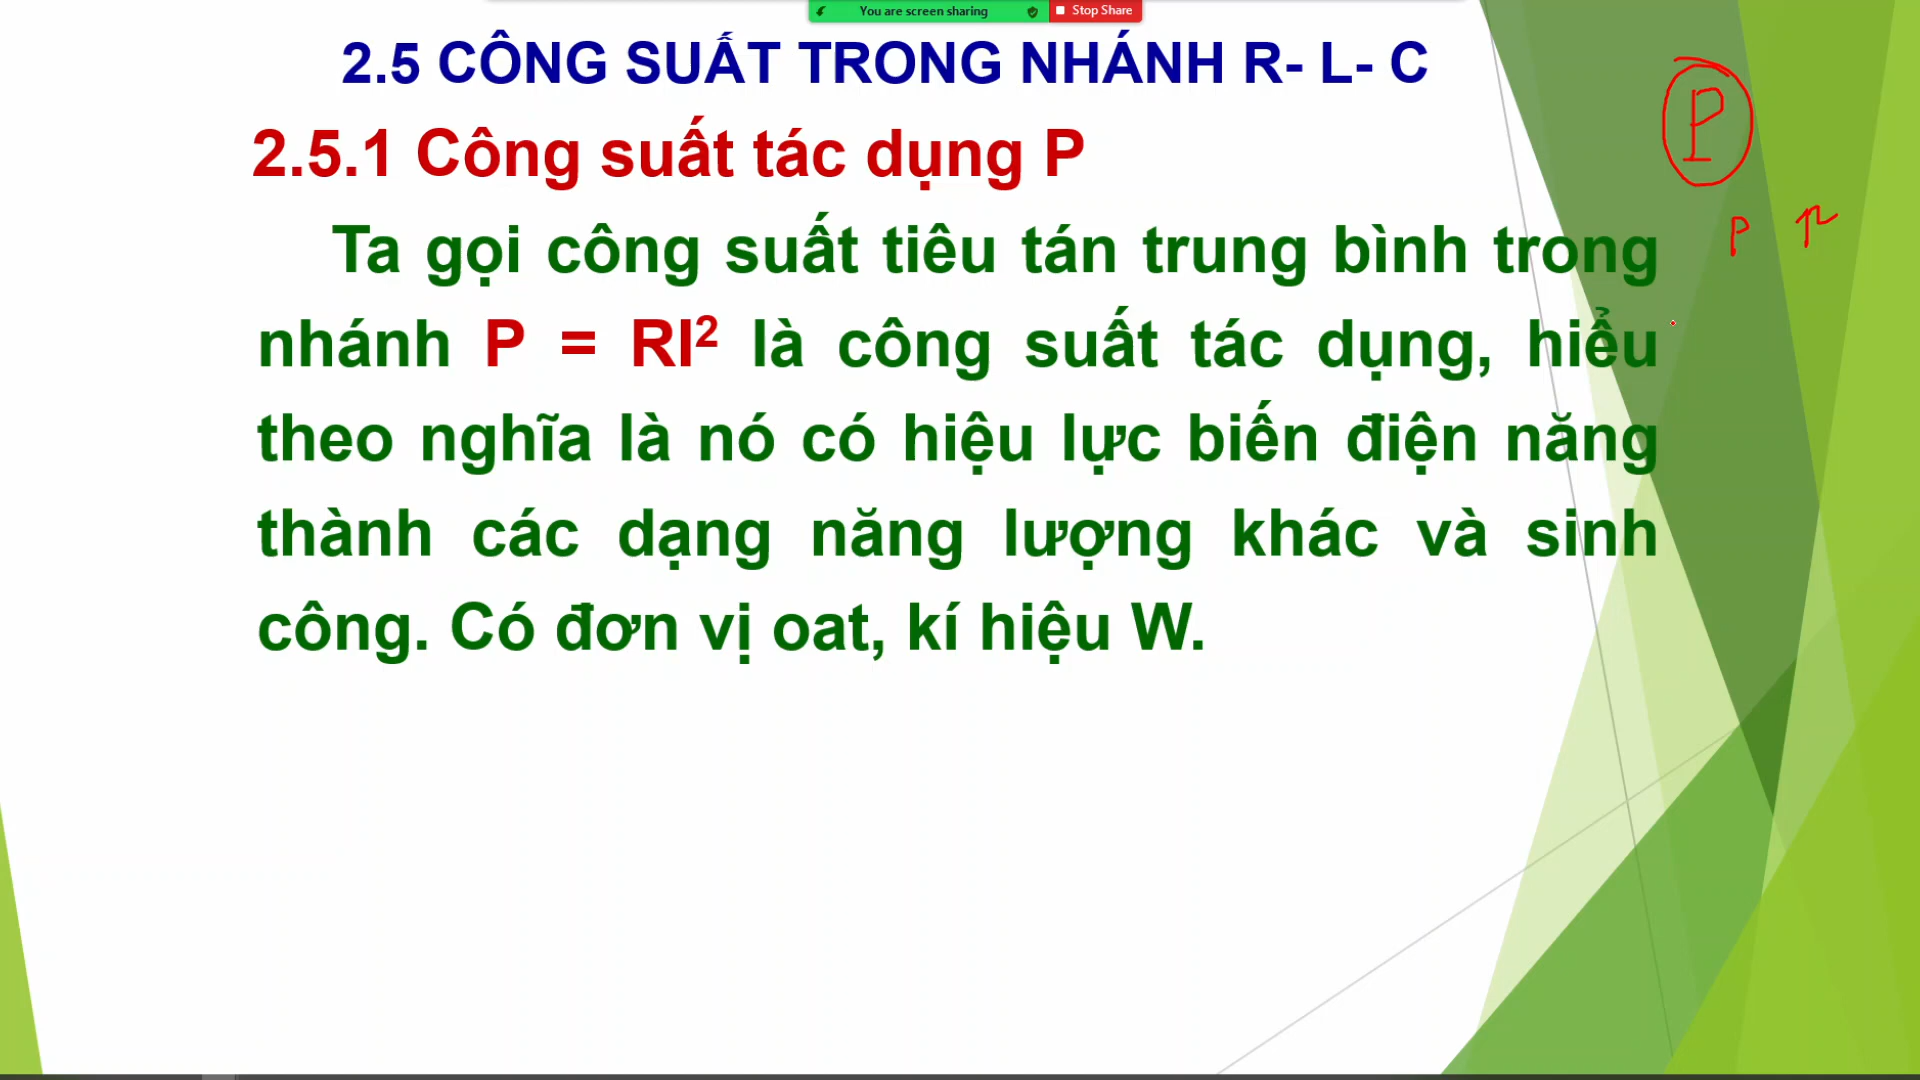 You are screen sharing
Stop Share
2.5 CÔNG SUẤT TRONG NHÁNH R- L- C
2.5.1 Công suất tác dụng P
P
P
Ta gọi công suất tiêu tán trung bình trong
nhánh P = RI² là công suất tác dụng, hiểu
theo nghĩa là nó có hiệu lực biến điện năng
thành các dạng năng lượng khác và sinh
công. Có đơn vị oat, kí hiệu W.